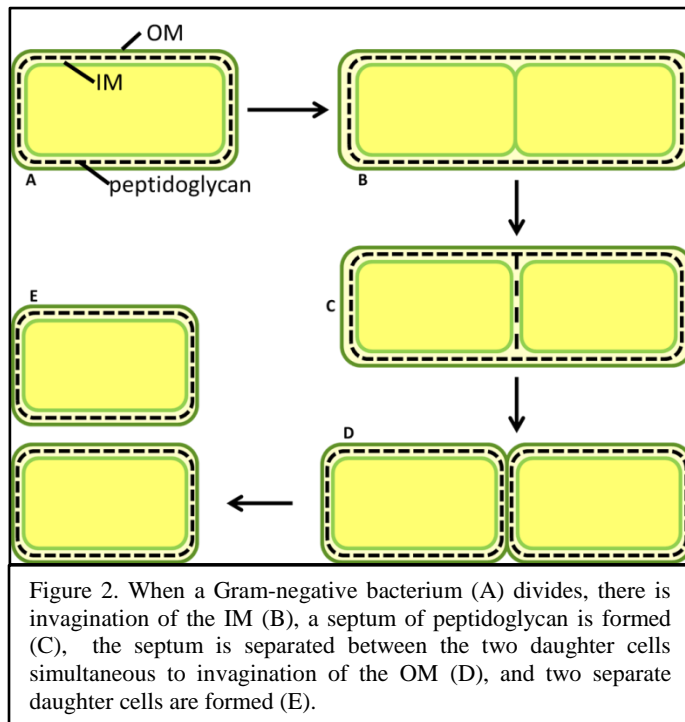 OM
IM
peptidoglycan
A
B
C
E
D
Figure 2. When a Gram-negative bacterium (A) divides, there is
invagination of the IM (B), a septum of peptidoglycan is formed
(C), the septum is separated between the two daughter cells
simultaneous to invagination of the OM (D), and two separate
daughter cells are formed (E).